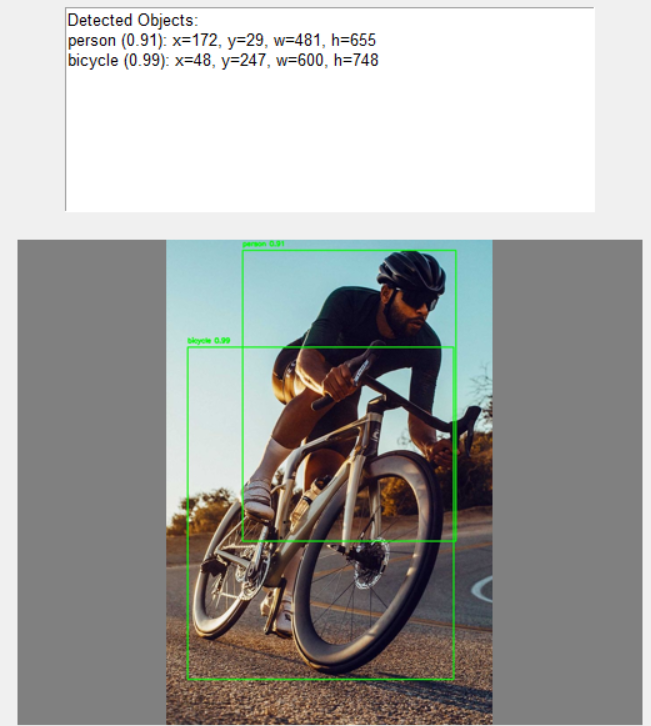 Detected Objects:
person (0.91): x=172, y=29, w=481, h=655
bicycle (0.99): x=48, y=247, w=600, h=748
person 0.91
bicycle 0.99